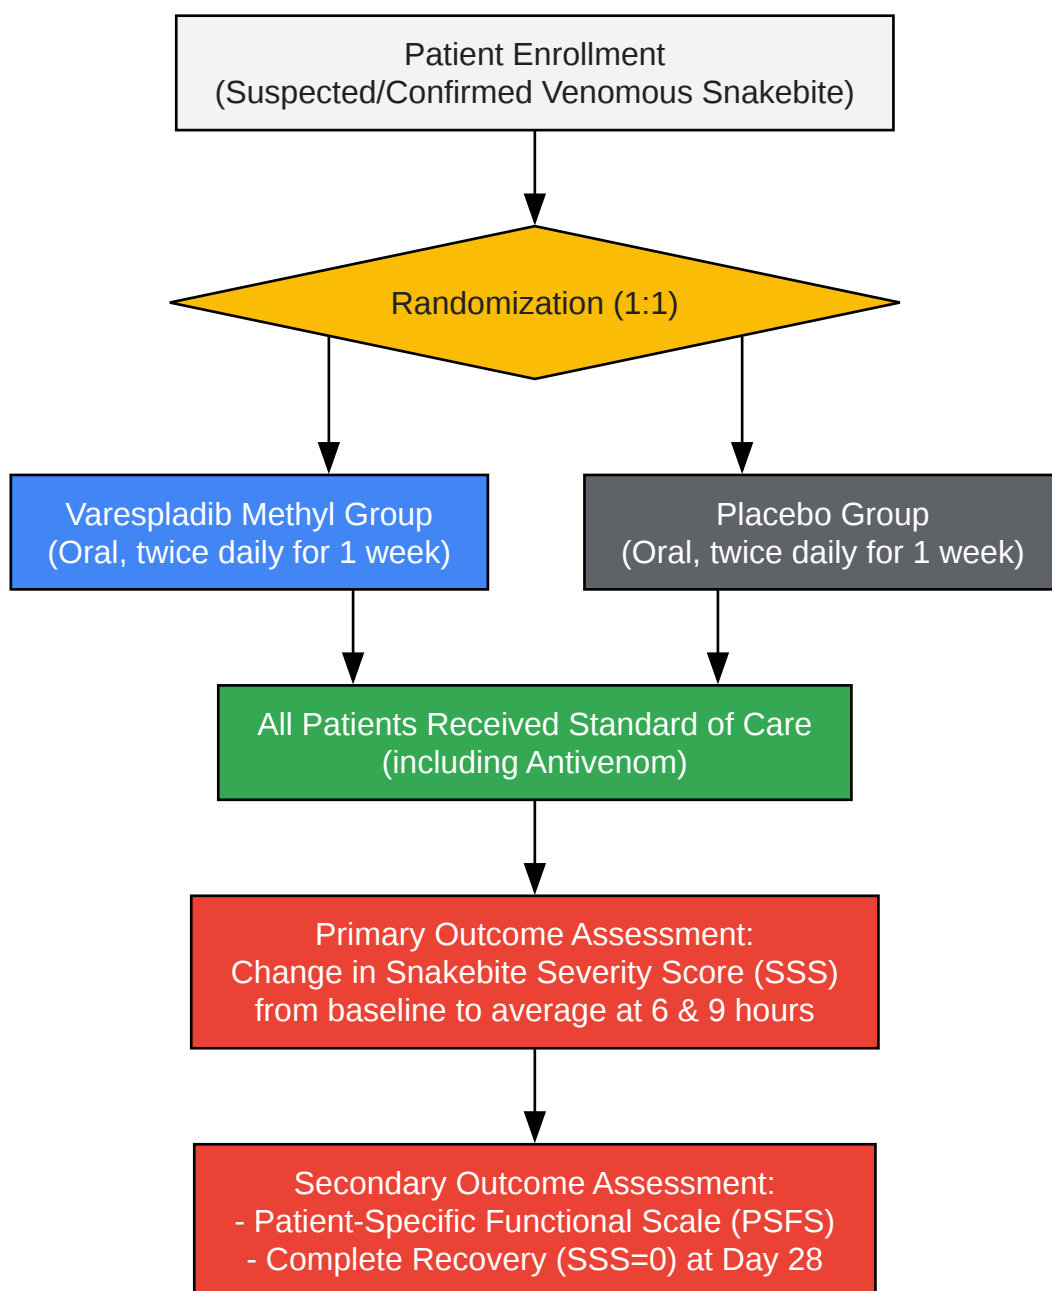 Patient Enrollment
(Suspected/Confirmed Venomous Snakebite)
Randomization (1:1)
Varespladib Methyl Group
(Oral, twice daily for 1 week)
Placebo Group
(Oral, twice daily for 1 week)
All Patients Received Standard of Care
(including Antivenom)
Primary Outcome Assessment:
Change in Snakebite Severity Score (SSS)
from baseline to average at 6 & 9 hours
Secondary Outcome Assessment:
- Patient-Specific Functional Scale (PSFS)
- Complete Recovery (SSS=0) at Day 28